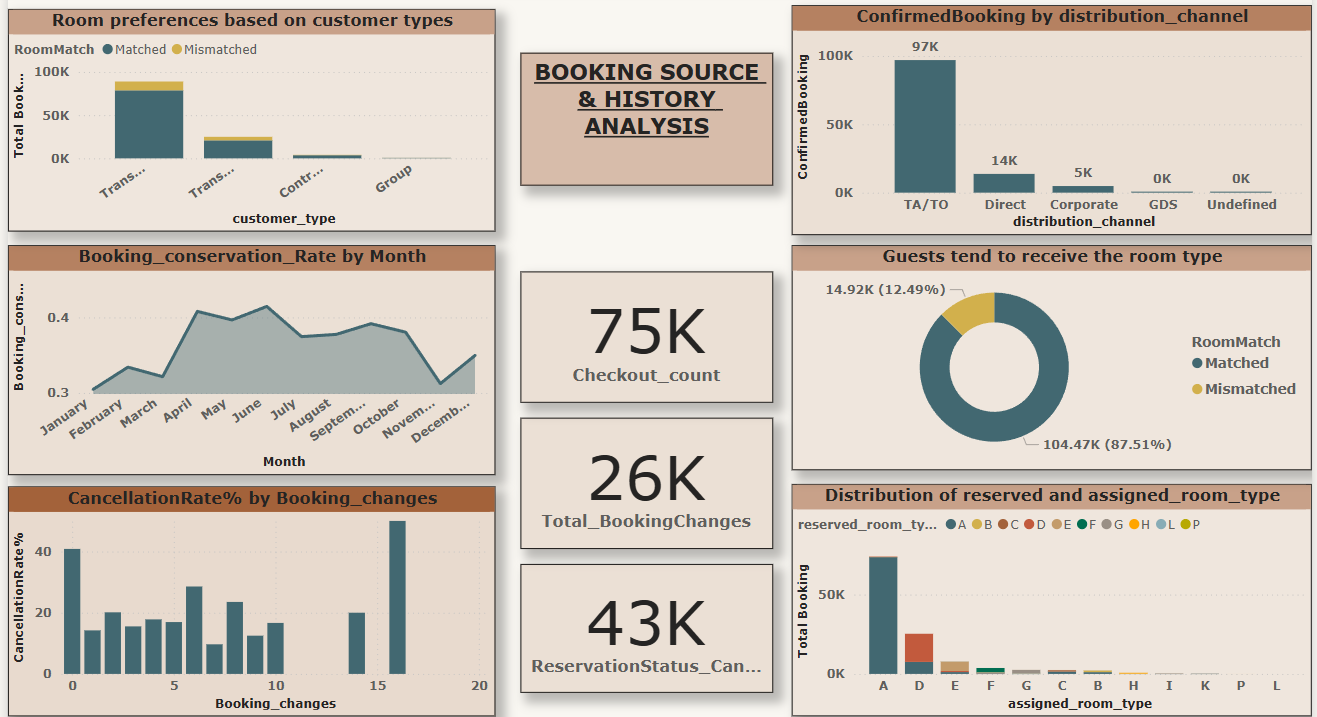 Room preferences based on customer types
RoomMatch Matched Mismatched
Total Book...
100K
50K
0K
Trans...
Trans...
Contr...
Group
customer_type
BOOKING SOURCE
& HISTORY
ANALYSIS
ConfirmedBooking by distribution_channel
ConfirmedBooking
100K
50K
0K
97K
14K
5K
0K
0K
TA/TO
Direct
Corporate
GDS
Undefined
distribution_channel
Booking_conservation_Rate by Month
Booking_cons...
0.4
0.3
January
February
March
April
May
June
July
August
Septem...
October
Novem...
Decemb...
Month
75K
Checkout_count
Guests tend to receive the room type
14.92K (12.49%)
104.47K (87.51%)
RoomMatch
Matched
Mismatched
CancellationRate% by Booking_changes
CancellationRate%
40
20
0
0
5
10
15
20
Booking_changes
26K
Total_BookingChanges
43K
ReservationStatus_Can...
Distribution of reserved and assigned_room_type
reserved_room_ty... A B C D E F G H L P
Total Booking
50K
0K
A
D
E
F
G
C
B
H
I
K
P
L
assigned_room_type